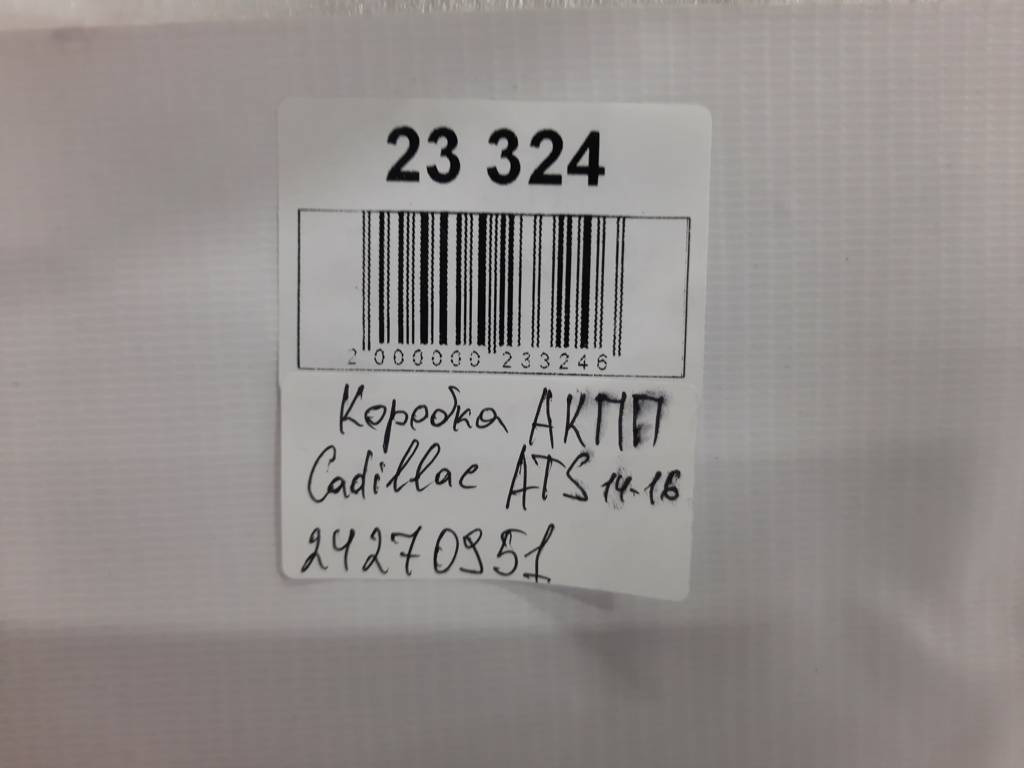 23 324
2 000000 233246
Коробка АКПП
Cadillac ATS 14-16
24270951